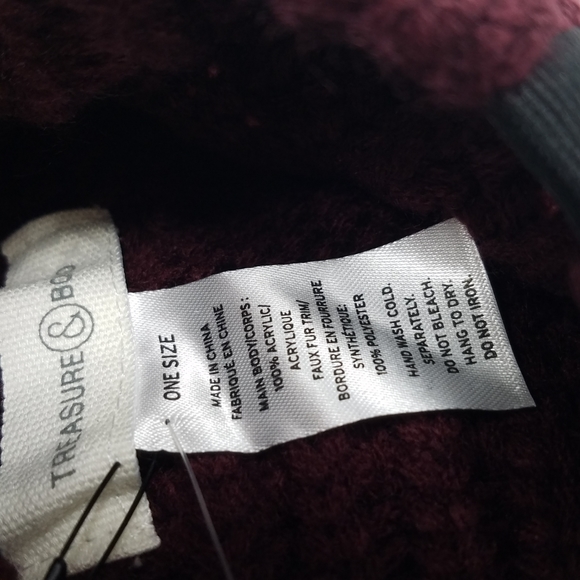 TREASURE & BOND
ONE SIZE
MADE IN CHINA
FABRIQUE EN CHINE
MAIN BODY/CORPS:
100% ACRYLIC/
ACRYLIQUE
FAUX FUR TRIM/
BORDURE EN FOURRURE
SYNTHÉTIQUE:
100% POLYESTER
HAND WASH COLD.
SEPARATELY.
DO NOT BLEACH.
HANG TO DRY.
DO NOT IRON.